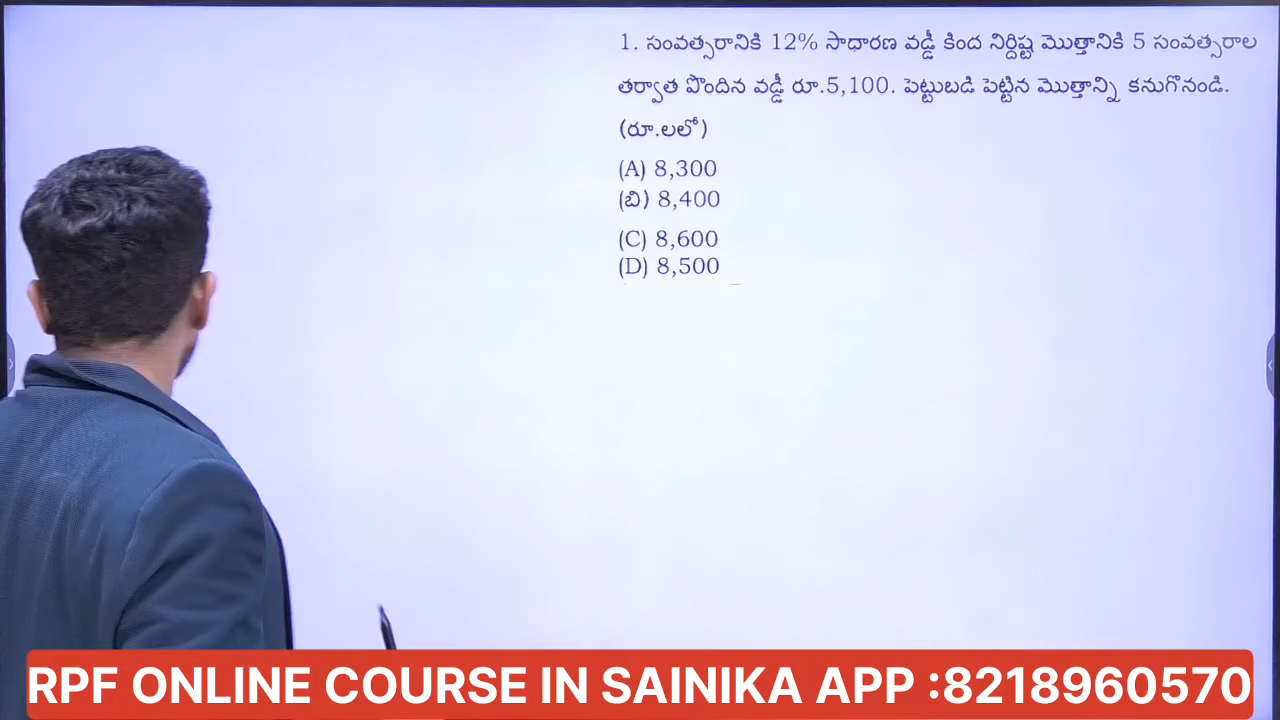 1. సంవత్సరానికి 12% సాధారణ వడ్డీ కింద నిర్దిష్ట మొత్తానికి 5 సంవత్సరాల
తర్వాత పొందిన వడ్డీ రూ.5,100. పెట్టుబడి పెట్టిన మొత్తాన్ని కనుగొనండి.
(రూ.లలో)
(A) 8,300
(బి) 8,400
(C) 8,600
(D) 8,500
RPF ONLINE COURSE IN SAINIKA APP :8218960570